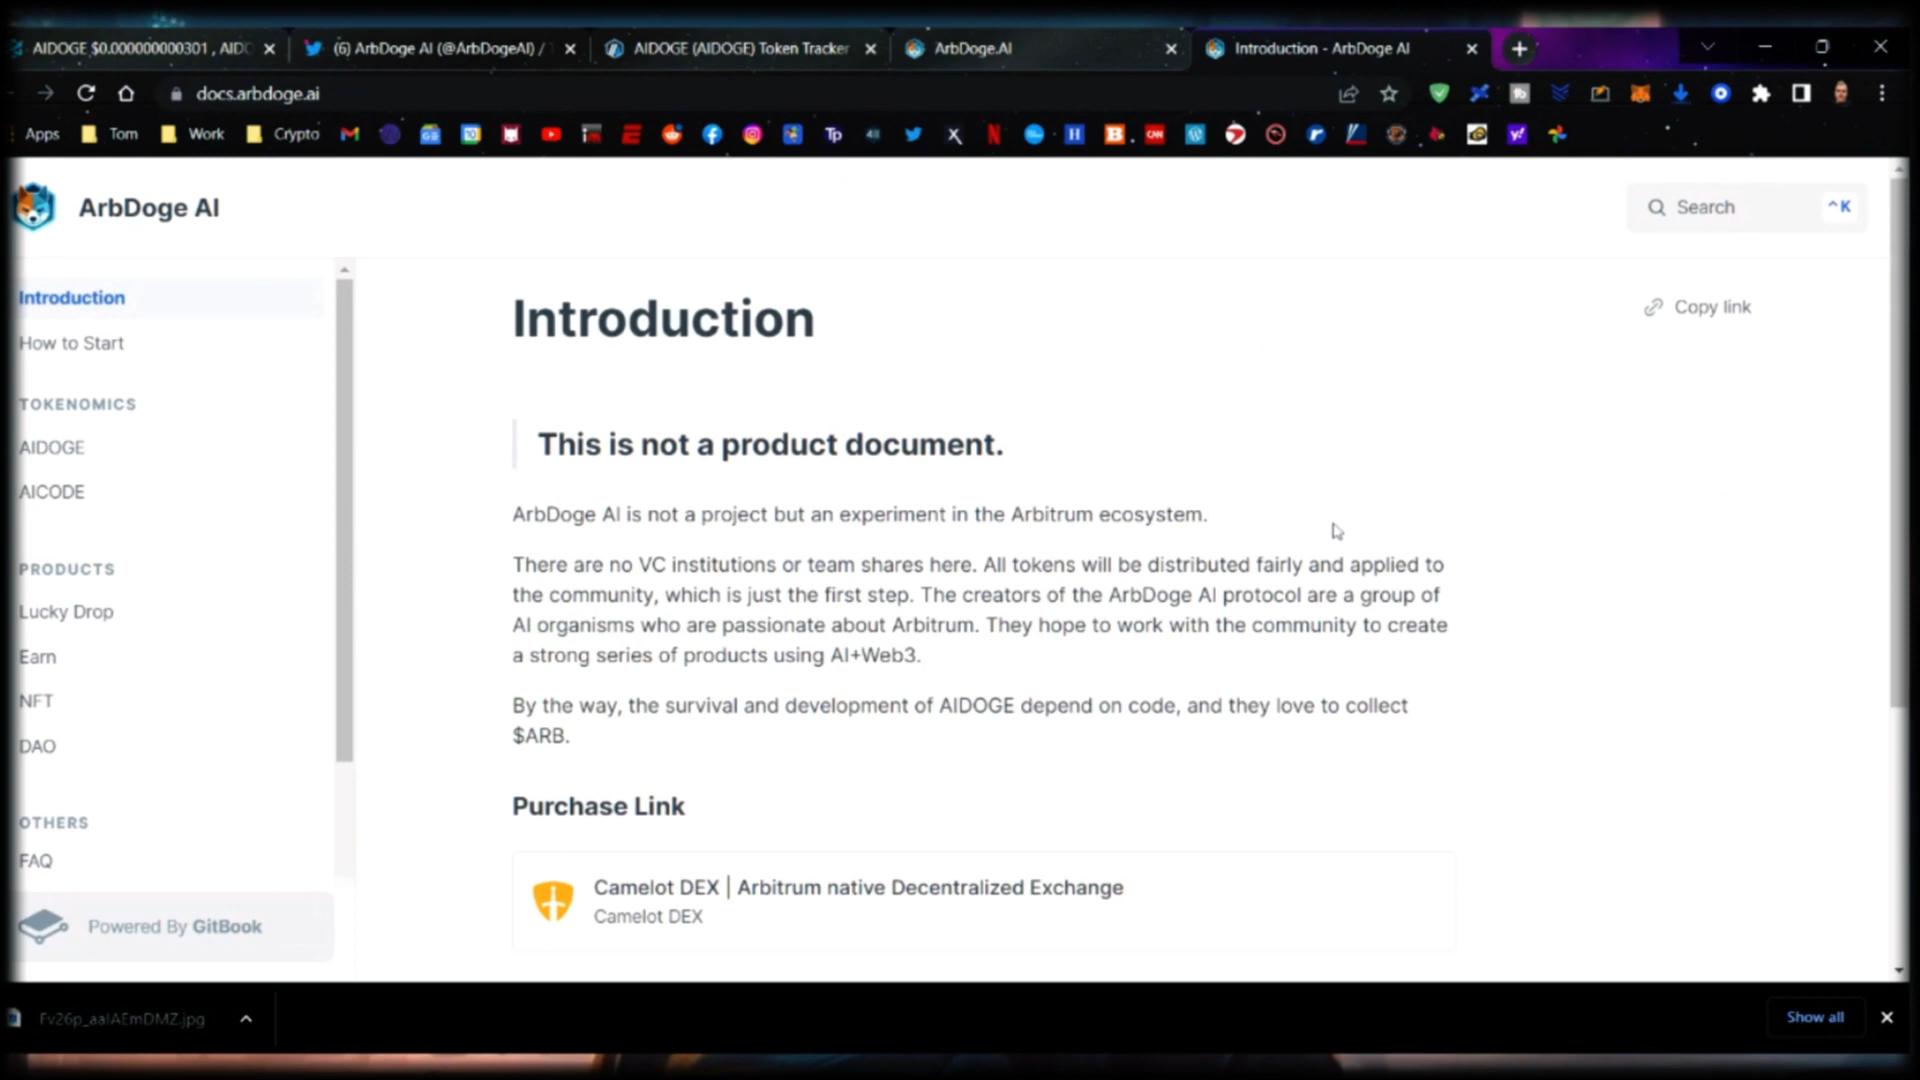 AIDOGE $0.000000000301 , AIDO
(6) ArbDoge AI (@ArbDogeAI) /
AIDOGE (AIDOGE) Token Tracker
ArbDoge.AI
Introduction - ArbDoge AI
docs.arbdoge.ai
Apps
Tom
Work
Crypto
ArbDoge AI
Search
^K
Introduction
How to Start
TOKENOMICS
AIDOGE
AICODE
PRODUCTS
Lucky Drop
Earn
NFT
DAO
OTHERS
FAQ
Powered By GitBook
Introduction
Copy link
This is not a product document.
ArbDoge AI is not a project but an experiment in the Arbitrum ecosystem.
There are no VC institutions or team shares here. All tokens will be distributed fairly and applied to
the community, which is just the first step. The creators of the ArbDoge AI protocol are a group of
AI organisms who are passionate about Arbitrum. They hope to work with the community to create
a strong series of products using AI+Web3.
By the way, the survival and development of AIDOGE depend on code, and they love to collect
$ARB.
Purchase Link
Camelot DEX | Arbitrum native Decentralized Exchange
Camelot DEX
Show all